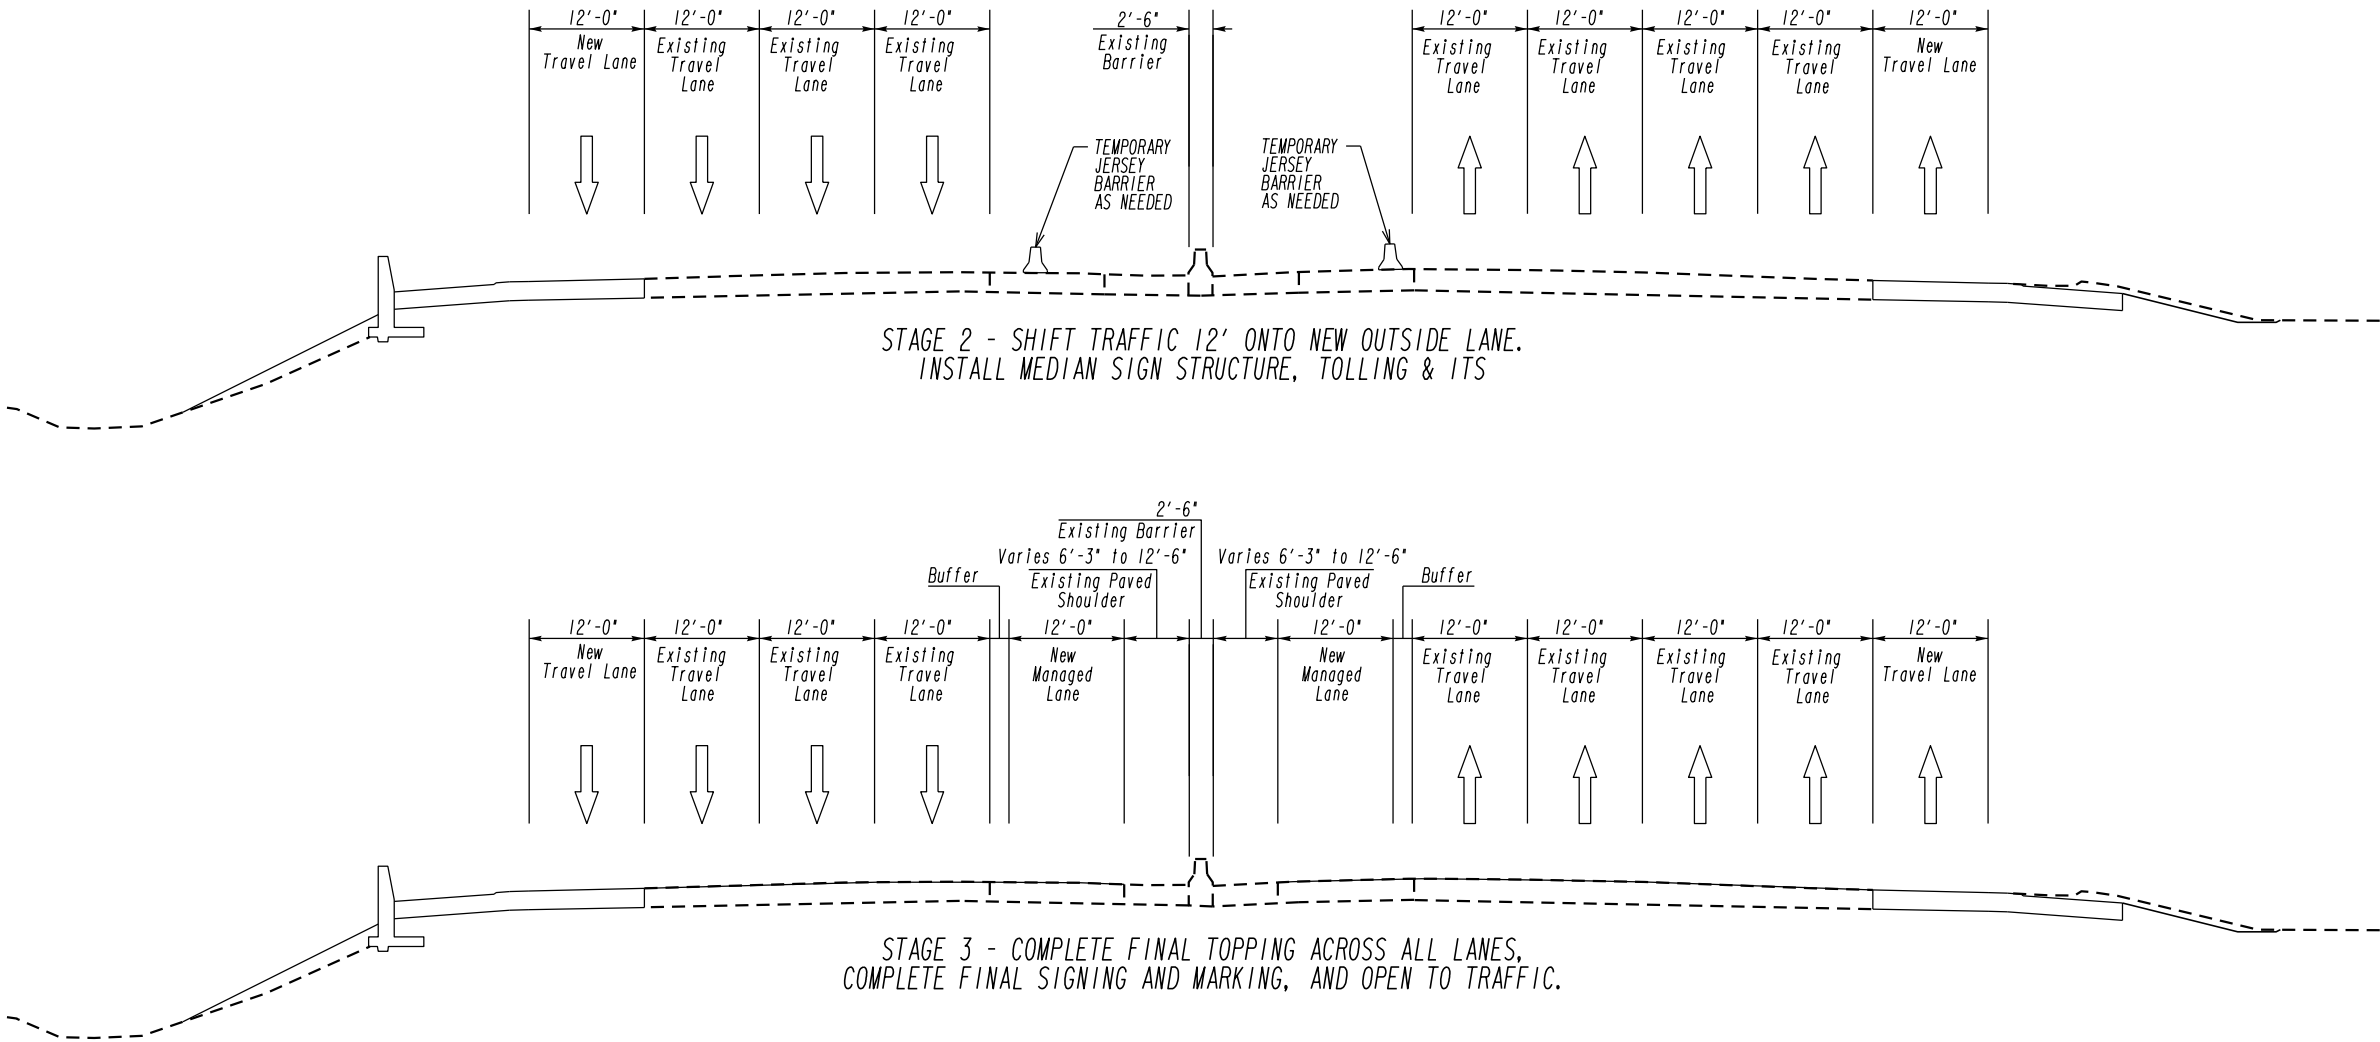 12'-0" 12'-0" 12'-0" 12'-0" 2'-6" 12'-0" 12'-0" 12'-0" 12'-0" 12'-0"
New
Travel Lane
Existing
Travel
Lane
Existing
Travel
Lane
Existing
Travel
Lane
Existing
Barrier
Existing
Travel
Lane
Existing
Travel
Lane
Existing
Travel
Lane
Existing
Travel
Lane
New
Travel Lane
TEMPORARY
JERSEY
BARRIER
AS NEEDED
TEMPORARY
JERSEY
BARRIER
AS NEEDED
STAGE 2 - SHIFT TRAFFIC 12' ONTO NEW OUTSIDE LANE.
INSTALL MEDIAN SIGN STRUCTURE, TOLLING & ITS
2'-6"
Existing Barrier
Varies 6'-3" to 12'-6"
Existing Paved
Shoulder
Varies 6'-3" to 12'-6"
Existing Paved
Shoulder
Buffer
Buffer
12'-0" 12'-0" 12'-0" 12'-0" 12'-0" 12'-0" 12'-0" 12'-0" 12'-0" 12'-0" 12'-0"
New
Travel Lane
Existing
Travel
Lane
Existing
Travel
Lane
Existing
Travel
Lane
New
Managed
Lane
New
Managed
Lane
Existing
Travel
Lane
Existing
Travel
Lane
Existing
Travel
Lane
Existing
Travel
Lane
New
Travel Lane
STAGE 3 - COMPLETE FINAL TOPPING ACROSS ALL LANES,
COMPLETE FINAL SIGNING AND MARKING, AND OPEN TO TRAFFIC.